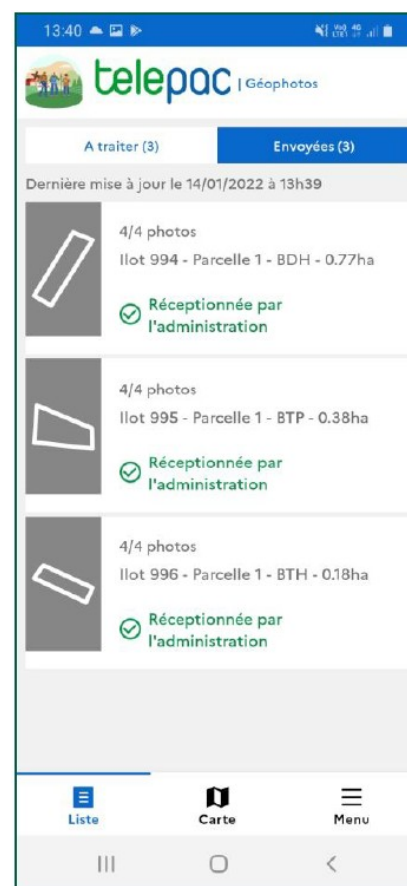 13:40
telepac | Géophotos
A traiter (3)
Envoyées (3)
Dernière mise à jour le 14/01/2022 à 13h39
4/4 photos
Ilot 994 - Parcelle 1 - BDH - 0.77ha
Réceptionnée par
l'administration
4/4 photos
Ilot 995 - Parcelle 1 - BTP - 0.38ha
Réceptionnée par
l'administration
4/4 photos
Ilot 996 - Parcelle 1 - BTH - 0.18ha
Réceptionnée par
l'administration
Liste
Carte
Menu